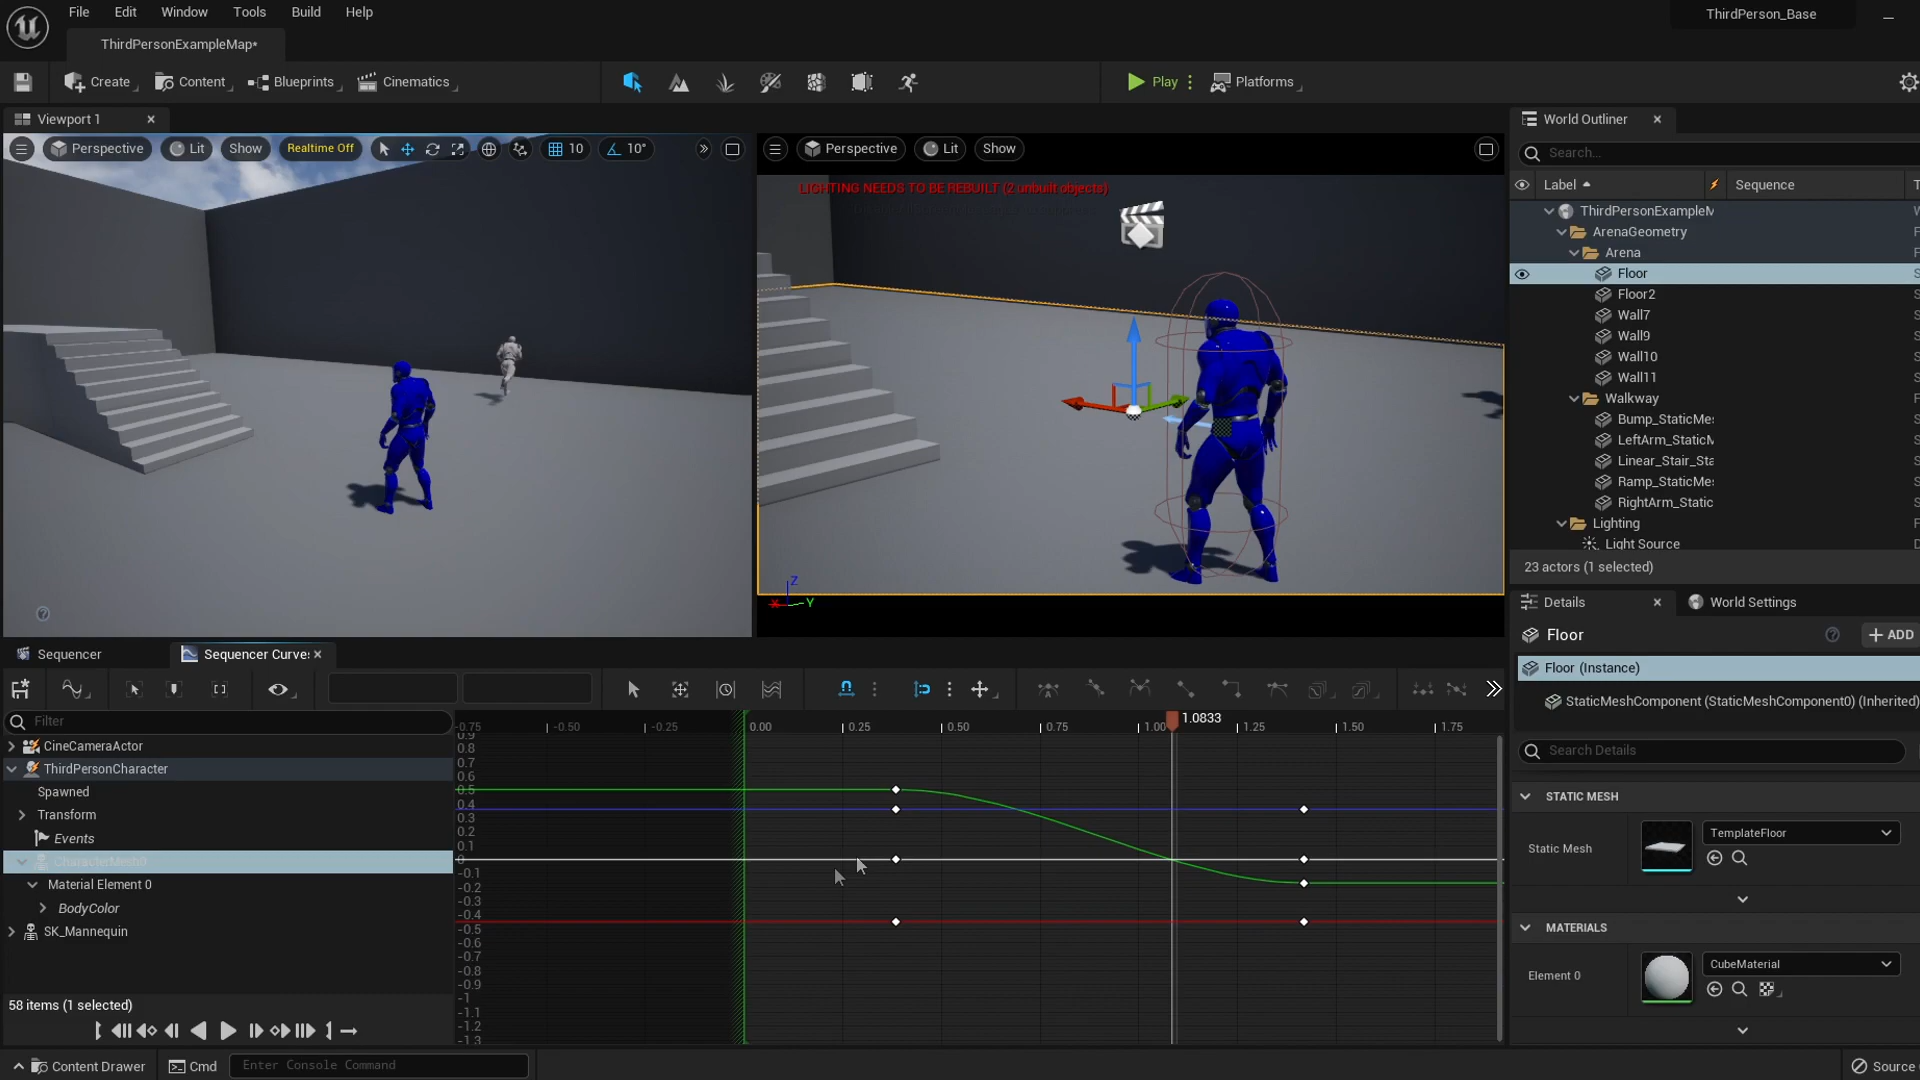 File Edit Window Tools Build Help
ThirdPerson_Base
ThirdPersonExampleMap*
Create Content Blueprints Cinematics Play Platforms
Viewport 1
World Outliner
Perspective Lit Show Realtime Off 10 10°
Perspective Lit Show
Search...
LIGHTING NEEDS TO BE REBUILT (2 unbuilt objects)
Label Sequence
ThirdPersonExampleM
ArenaGeometry
Arena
Floor
Floor2
Wall7
Wall9
Wall10
Wall11
Walkway
Bump_StaticMes
LeftArm_StaticM
Linear_Stair_Sta
Ramp_StaticMes
RightArm_Static
Lighting
Light Source
23 actors (1 selected)
Z
X Y
Details World Settings
Floor
ADD
Floor (Instance)
StaticMeshComponent (StaticMeshComponent0) (Inherited)
Search Details
STATIC MESH
Static Mesh
TemplateFloor
MATERIALS
Element 0
CubeMaterial
Sequencer Sequencer Curves
Filter
CineCameraActor
ThirdPersonCharacter
Spawned
Transform
Events
CharacterMesh0
Material Element 0
BodyColor
SK_Mannequin
58 items (1 selected)
-0.75 -0.50 -0.25 0.00 0.25 0.50 0.75 1.00 1.0833 1.25 1.50 1.75
0.9
0.8
0.7
0.6
0.5
0.4
0.3
0.2
0.1
0
-0.1
-0.2
-0.3
-0.4
-0.5
-0.6
-0.7
-0.8
-0.9
-1
-1.1
-1.2
-1.3
Content Drawer Cmd Enter Console Command
Source